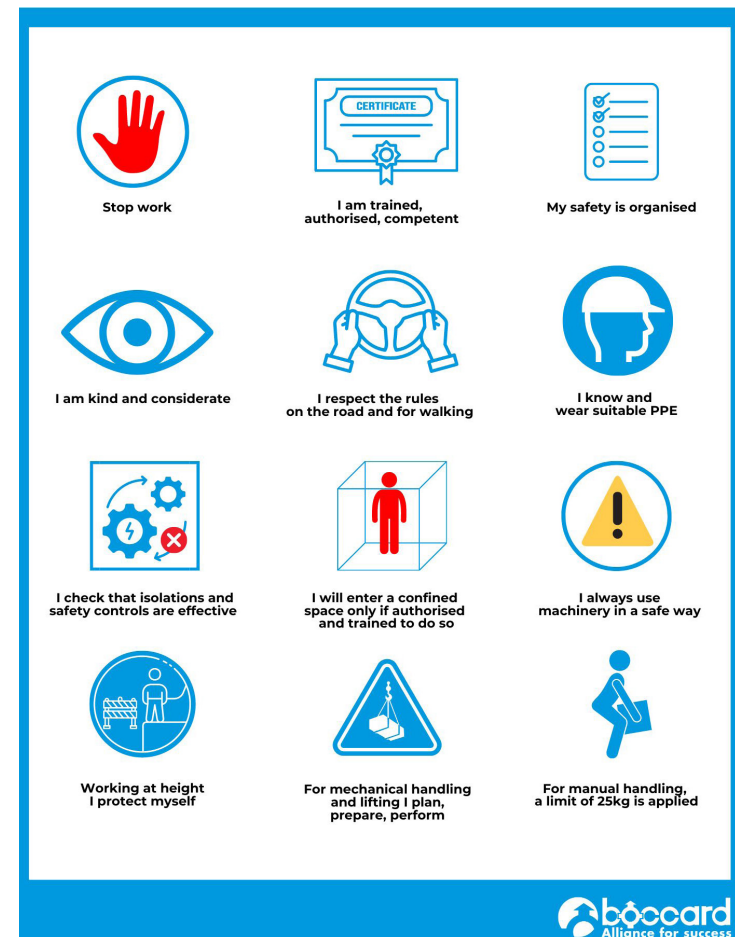 CERTIFICATE
Stop work
I am trained,
authorised, competent
My safety is organised
I am kind and considerate
I respect the rules
on the road and for walking
I know and
wear suitable PPE
I check that isolations and
safety controls are effective
I will enter a confined
space only if authorised
and trained to do so
I always use
machinery in a safe way
Working at height
I protect myself
For mechanical handling
and lifting I plan,
prepare, perform
For manual handling,
a limit of 25kg is applied
boccard
Alliance for success